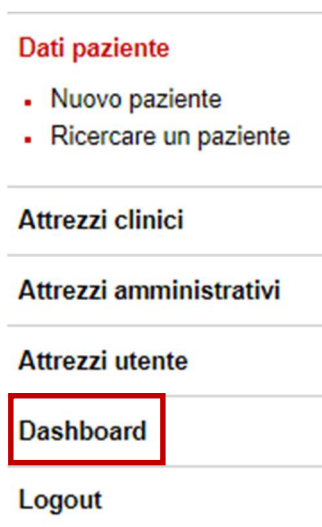 Dati paziente
Nuovo paziente
Ricercare un paziente
Attrezzi clinici
Attrezzi amministrativi
Attrezzi utente
Dashboard
Logout